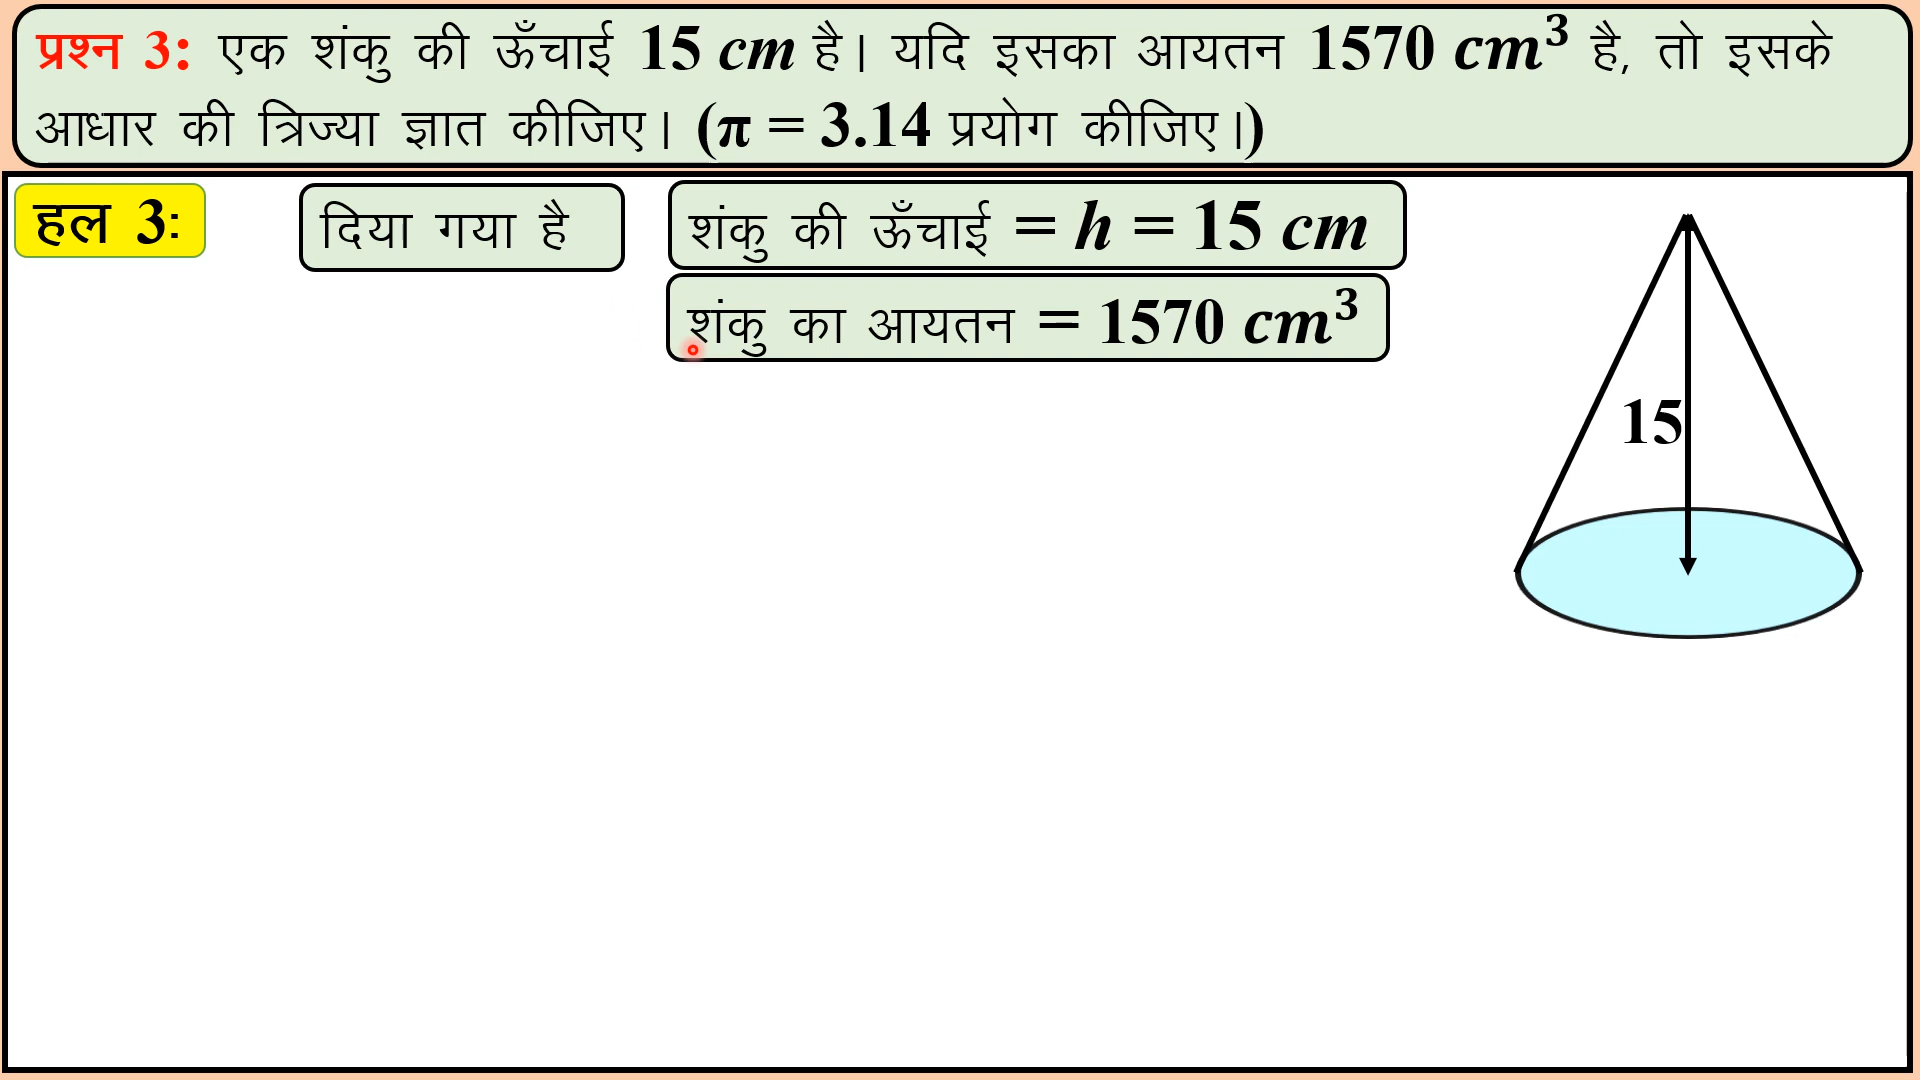 प्रश्न 3: एक शंकु की ऊँचाई 15 cm है। यदि इसका आयतन 1570 cm³ है, तो इसके
आधार की त्रिज्या ज्ञात कीजिए। (π = 3.14 प्रयोग कीजिए।)
हल 3: दिया गया है शंकु की ऊँचाई = h = 15 cm
शंकु का आयतन = 1570 cm³
15